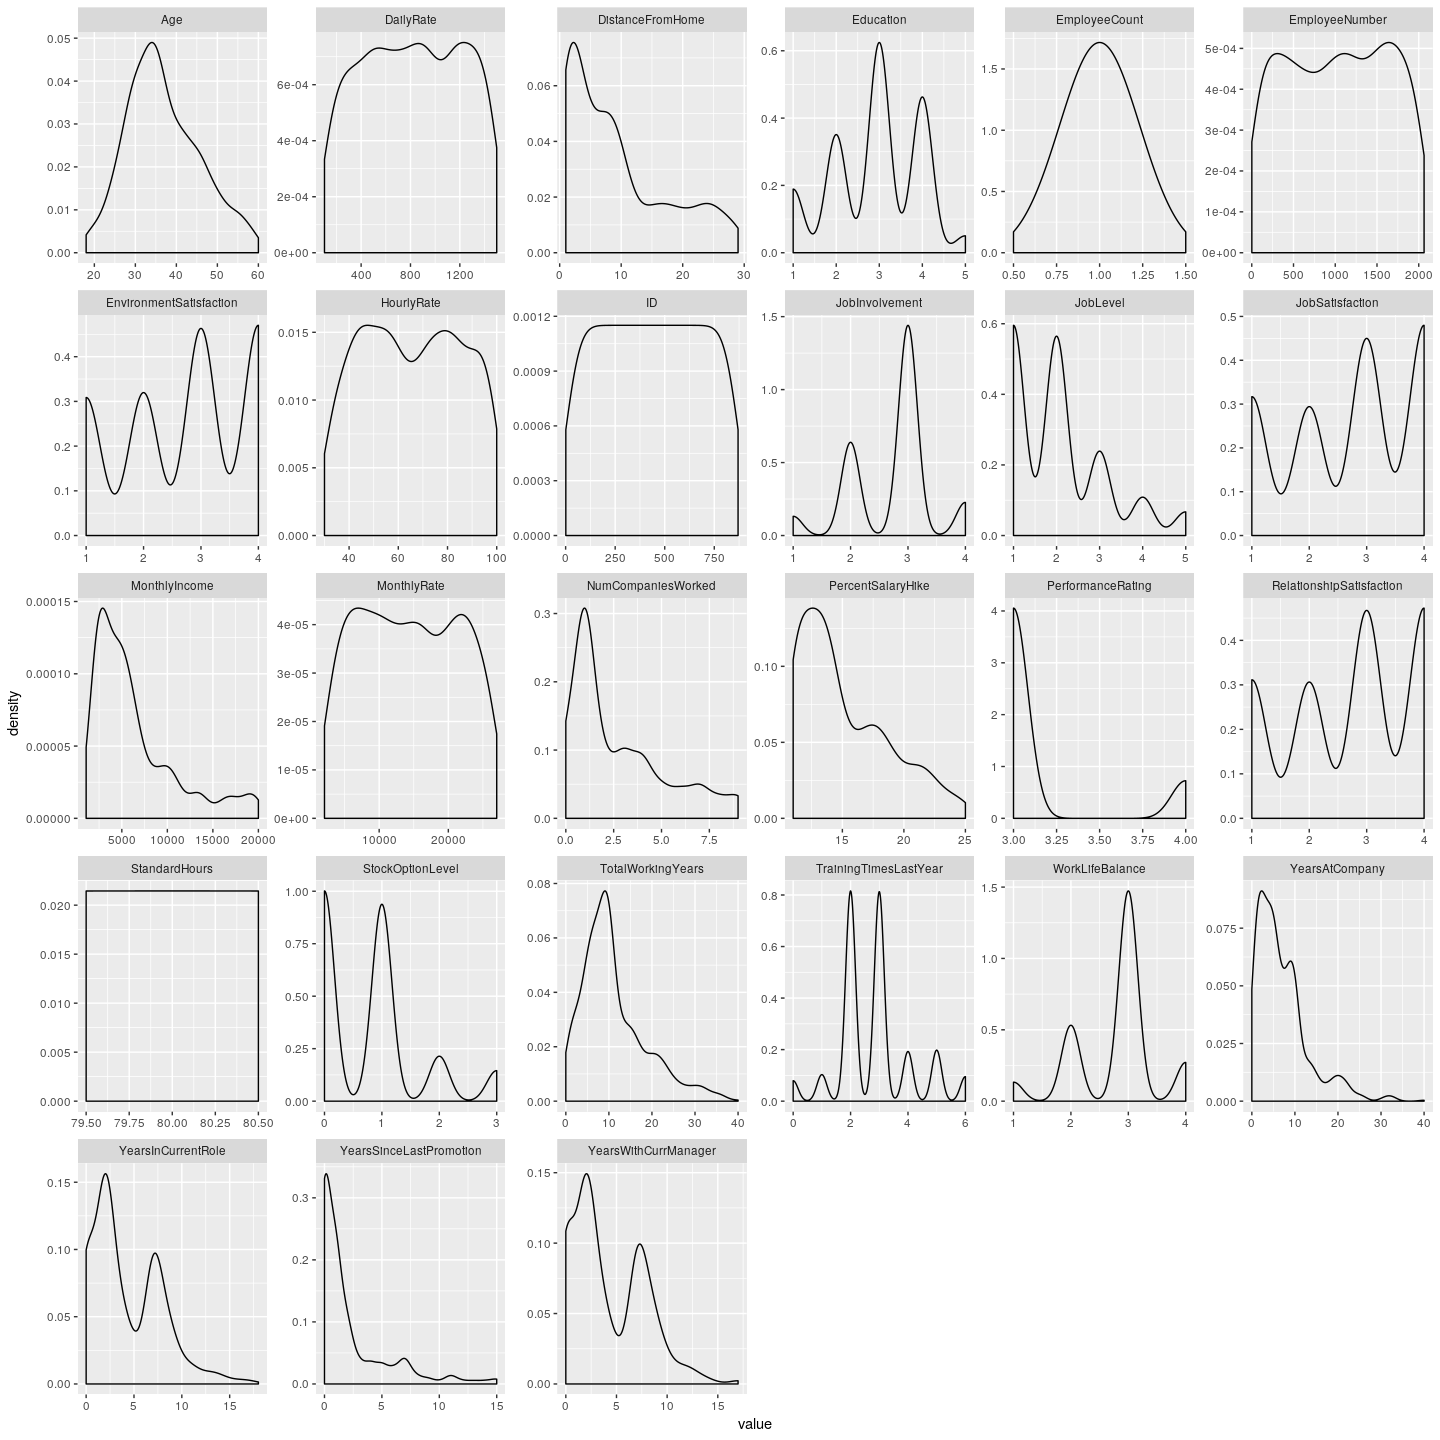 Age DailyRate DistanceFromHome Education EmployeeCount EmployeeNumber
0.05 0.04 0.03 0.02 0.01 0.00
6e-04 4e-04 2e-04 0e+00
0.06 0.04 0.02 0.00
0.6 0.4 0.2 0.0
1.5 1.0 0.5 0.0
5e-04 4e-04 3e-04 2e-04 1e-04 0e+00
20 30 40 50 60
400 800 1200
0 10 20 30
1 2 3 4 5
0.50 0.75 1.00 1.25 1.50
0 500 1000 1500 2000
EnvironmentSatisfaction HourlyRate ID JobInvolvement JobLevel JobSatisfaction
0.4 0.3 0.2 0.1 0.0
0.015 0.010 0.005 0.000
0.0012 0.0009 0.0006 0.0003 0.0000
1.5 1.0 0.5 0.0
0.6 0.4 0.2 0.0
0.5 0.4 0.3 0.2 0.1 0.0
1 2 3 4
40 60 80 100
0 250 500 750
1 2 3 4
1 2 3 4 5
1 2 3 4
MonthlyIncome MonthlyRate NumCompaniesWorked PercentSalaryHike PerformanceRating RelationshipSatisfaction
0.00015 0.00010 0.00005 0.00000
4e-05 3e-05 2e-05 1e-05 0e+00
0.3 0.2 0.1 0.0
0.10 0.05 0.00
4 3 2 1 0
0.4 0.3 0.2 0.1 0.0
5000 10000 15000 20000
10000 20000
0.0 2.5 5.0 7.5
15 20 25
3.00 3.25 3.50 3.75 4.00
1 2 3 4
density
StandardHours StockOptionLevel TotalWorkingYears TrainingTimesLastYear WorkLifeBalance YearsAtCompany
0.020 0.015 0.010 0.005 0.000
1.00 0.75 0.50 0.25 0.00
0.08 0.06 0.04 0.02 0.00
0.8 0.6 0.4 0.2 0.0
1.5 1.0 0.5 0.0
0.075 0.050 0.025 0.000
79.50 79.75 80.00 80.25 80.50
0 1 2 3
0 10 20 30 40
0 2 4 6
1 2 3 4
0 10 20 30 40
YearsInCurrentRole YearsSinceLastPromotion YearsWithCurrManager
0.15 0.10 0.05 0.00
0.3 0.2 0.1 0.0
0.15 0.10 0.05 0.00
0 5 10 15
0 5 10 15
0 5 10 15
value